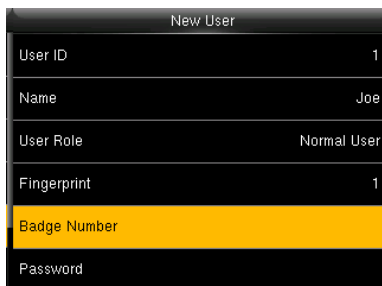 New User
User ID 1
Name Joe
User Role Normal User
Fingerprint 1
Badge Number
Password